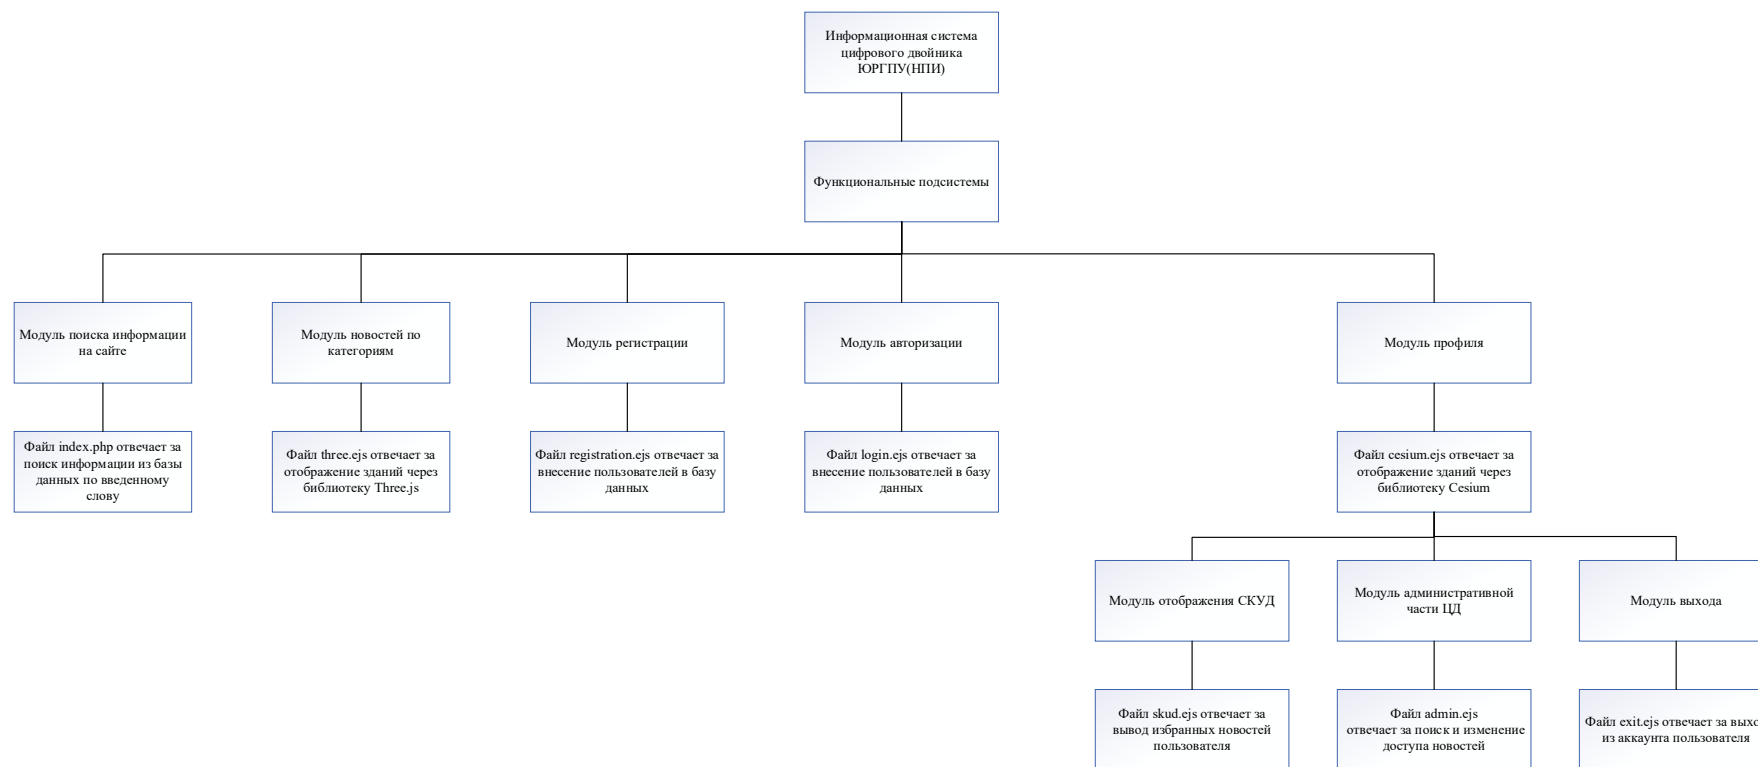 Информационная система
цифрового двойника
ЮРГПУ(НПИ)
Функциональные подсистемы
Модуль поиска информации
на сайте
Модуль новостей по
категориям
Модуль регистрации
Модуль авторизации
Модуль профиля
Файл index.php отвечает за
поиск информации из базы
данных по введенному
слову
Файл three.ejs отвечает за
отображение зданий через
библиотеку Three.js
Файл registration.ejs отвечает за
внесение пользователей в базу
данных
Файл login.ejs отвечает за
внесение пользователей в базу
данных
Файл cesium.ejs отвечает за
отображение зданий через
библиотеку Cesium
Модуль отображения СКУД
Модуль административной
части ЦД
Модуль выхода
Файл skud.ejs отвечает за
вывод избранных новостей
пользователя
Файл admin.ejs
отвечает за поиск и изменение
доступа новостей
Файл exit.ejs отвечает за
из аккаунта пользователя